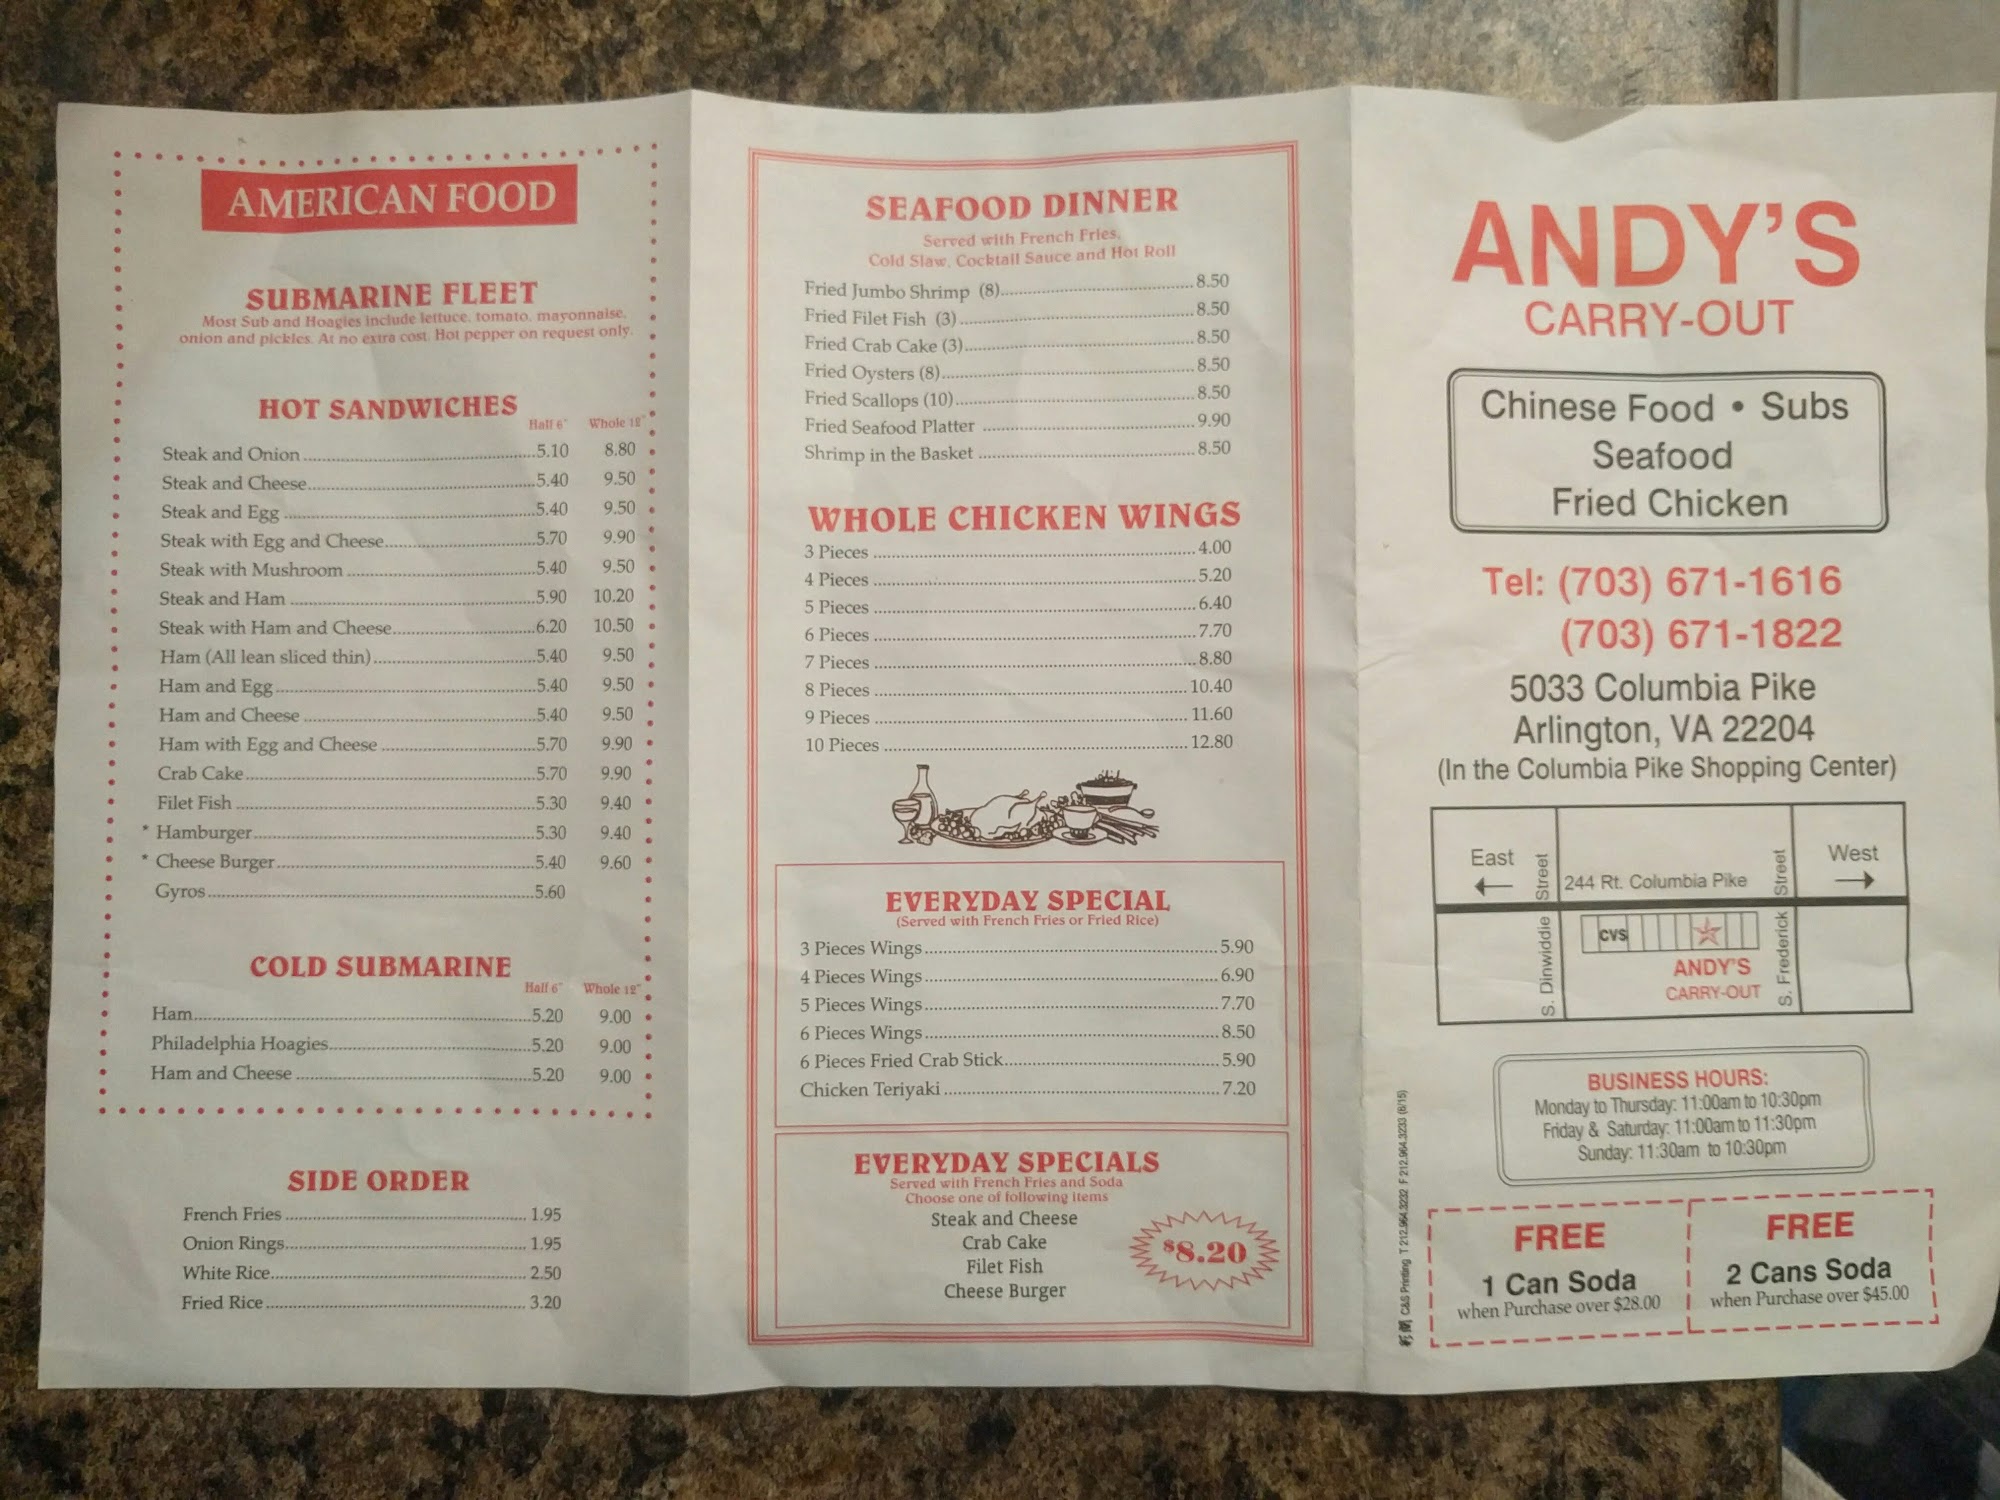 AMERICAN FOOD
SUBMARINE FLEET
Most Sub and Hoagies include lettuce, tomato, mayonnaise,
onion and pickles. At no extra cost. Hot pepper on request only.
HOT SANDWICHES
Half 6" Whole 12"
Steak and Onion 5.10 8.80
Steak and Cheese 5.40 9.50
Steak and Egg 5.40 9.50
Steak with Egg and Cheese 5.70 9.90
Steak with Mushroom 5.40 9.50
Steak and Ham 5.90 10.20
Steak with Ham and Cheese 6.20 10.50
Ham (All lean sliced thin) 5.40 9.50
Ham and Egg 5.40 9.50
Ham and Cheese 5.40 9.50
Ham with Egg and Cheese 5.70 9.90
Crab Cake 5.70 9.90
Filet Fish 5.30 9.40
* Hamburger 5.30 9.40
* Cheese Burger 5.40 9.60
Gyros 5.60
COLD SUBMARINE
Half 6" Whole 12"
Ham 5.20 9.00
Philadelphia Hoagies 5.20 9.00
Ham and Cheese 5.20 9.00
SIDE ORDER
French Fries 1.95
Onion Rings 1.95
White Rice 2.50
Fried Rice 3.20
SEAFOOD DINNER
Served with French Fries,
Cold Slaw, Cocktail Sauce and Hot Roll
Fried Jumbo Shrimp (8) 8.50
Fried Filet Fish (3) 8.50
Fried Crab Cake (3) 8.50
Fried Oysters (8) 8.50
Fried Scallops (10) 8.50
Fried Seafood Platter 9.90
Shrimp in the Basket 8.50
WHOLE CHICKEN WINGS
3 Pieces 4.00
4 Pieces 5.20
5 Pieces 6.40
6 Pieces 7.70
7 Pieces 8.80
8 Pieces 10.40
9 Pieces 11.60
10 Pieces 12.80
EVERYDAY SPECIAL
(Served with French Fries or Fried Rice)
3 Pieces Wings 5.90
4 Pieces Wings 6.90
5 Pieces Wings 7.70
6 Pieces Wings 8.50
6 Pieces Fried Crab Stick 5.90
Chicken Teriyaki 7.20
EVERYDAY SPECIALS
Served with French Fries and Soda
Choose one of following items
Steak and Cheese
Crab Cake
Filet Fish
Cheese Burger
$8.20
ANDY'S
CARRY-OUT
Chinese Food • Subs
Seafood
Fried Chicken
Tel: (703) 671-1616
(703) 671-1822
5033 Columbia Pike
Arlington, VA 22204
(In the Columbia Pike Shopping Center)
East
West
244 Rt. Columbia Pike
S. Dinwiddie Street
S. Frederick Street
CVS
ANDY'S
CARRY-OUT
BUSINESS HOURS:
Monday to Thursday: 11:00am to 10:30pm
Friday & Saturday: 11:00am to 11:30pm
Sunday: 11:30am to 10:30pm
C&S Printing T 212.964.3232 F 212.964.3233 (8/15)
FREE
1 Can Soda
when Purchase over $28.00
FREE
2 Cans Soda
when Purchase over $45.00